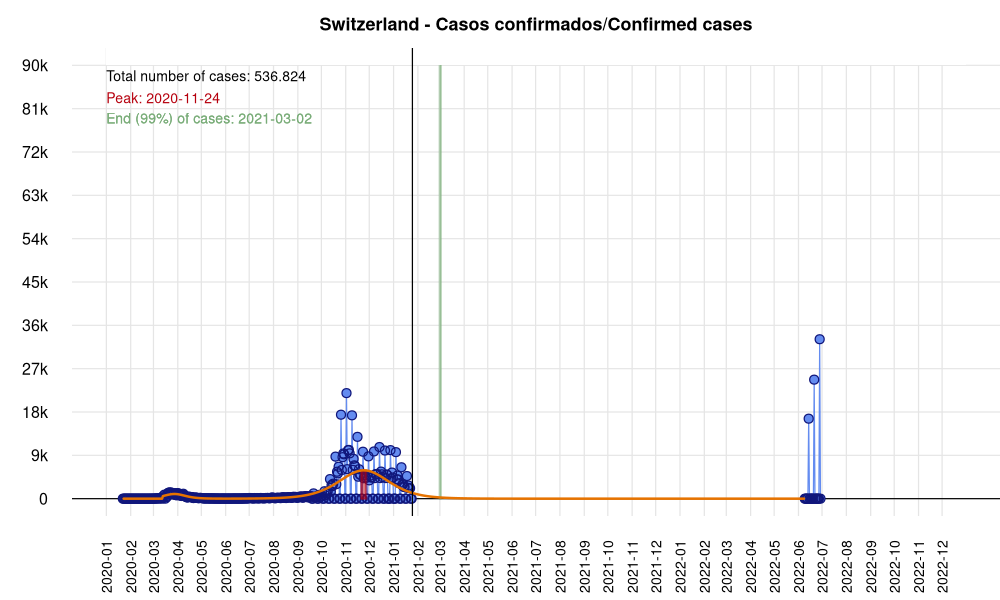 Switzerland - Casos confirmados/Confirmed cases
Total number of cases: 536.824
Peak: 2020-11-24
End (99%) of cases: 2021-03-02
90k
81k
72k
63k
54k
45k
36k
27k
18k
9k
0
2020-01
2020-02
2020-03
2020-04
2020-05
2020-06
2020-07
2020-08
2020-09
2020-10
2020-11
2020-12
2021-01
2021-02
2021-03
2021-04
2021-05
2021-06
2021-07
2021-08
2021-09
2021-10
2021-11
2021-12
2022-01
2022-02
2022-03
2022-04
2022-05
2022-06
2022-07
2022-08
2022-09
2022-10
2022-11
2022-12